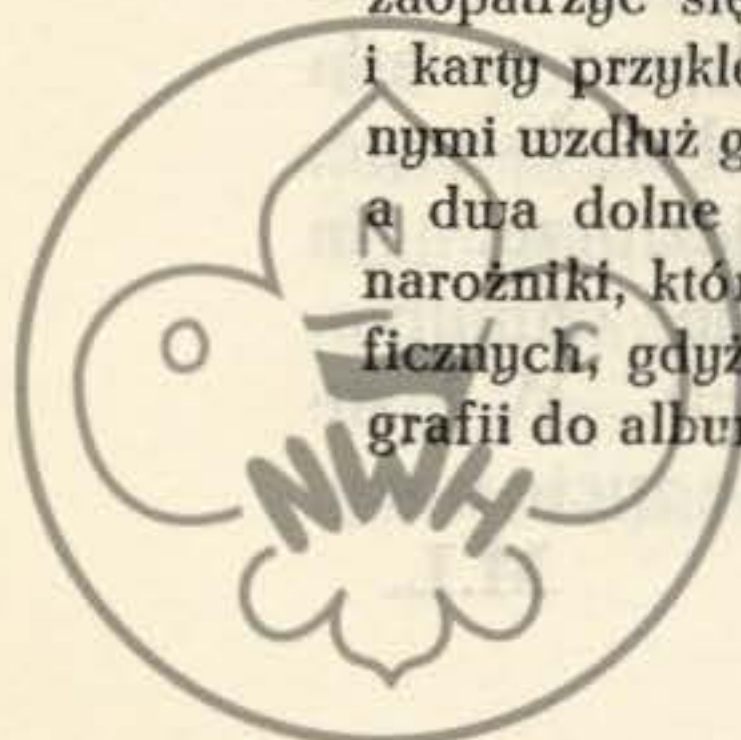 zaopatrzyć się
i karty przykle
nymi wzdłuż g
a dwa dolne
narożniki, któr
ficznych, gdyż
grafii do albu
O N C
NWH